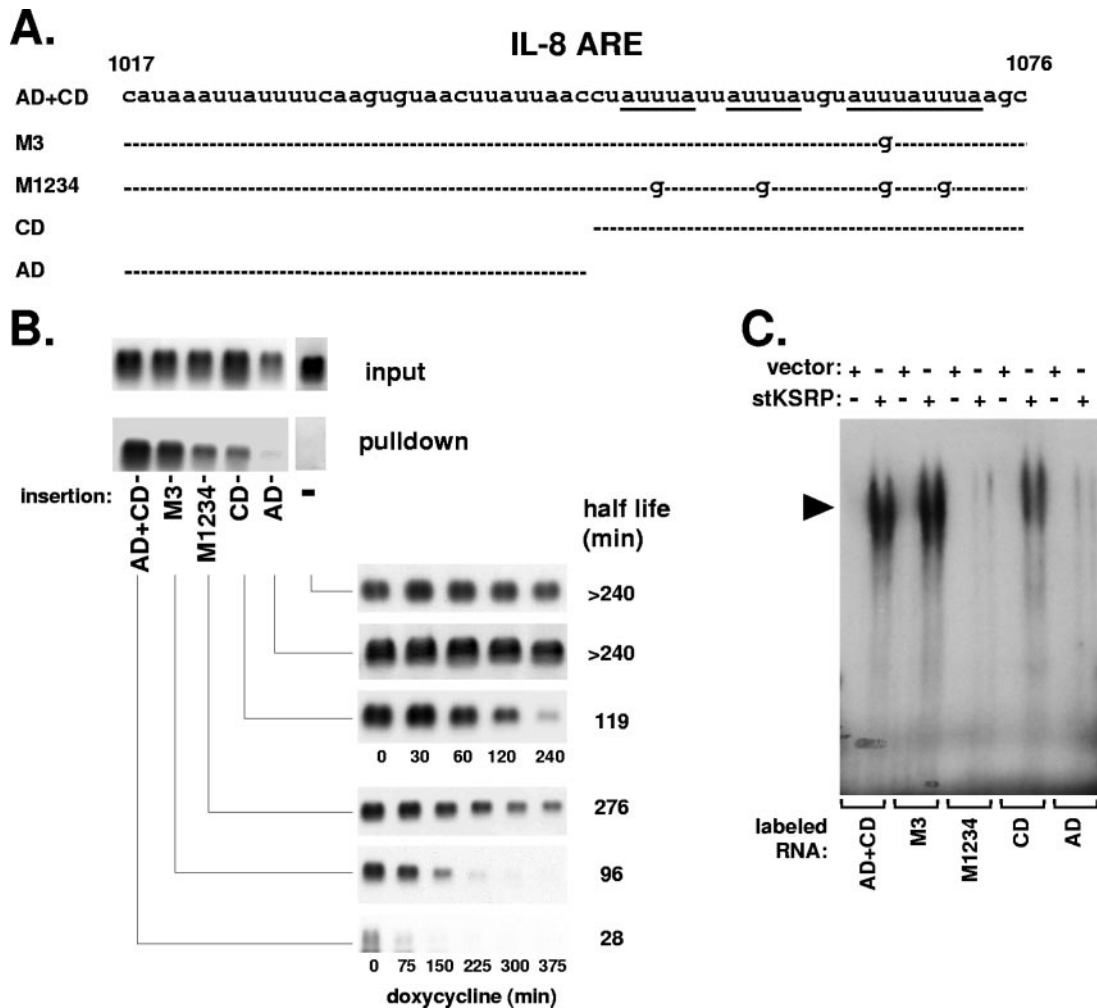 A.
IL-8 ARE
1017 1076
AD+CD cauaaauuauuuucaaguguaacuuauuaaccuauuuauuauuuauguauuuauuuaagc
M3 g
M1234 g g g g
CD
AD
B.
input
pulldown
insertion: AD+CD- M3- M1234- CD- AD- -
half life
(min)
>240
>240
119
0 30 60 120 240
276
96
28
0 75 150 225 300 375
doxycycline (min)
C.
vector: + - + - + - + - + -
stKSRP: - + - + - + - + - +
labeled
RNA:
AD+CD M3 M1234 CD AD